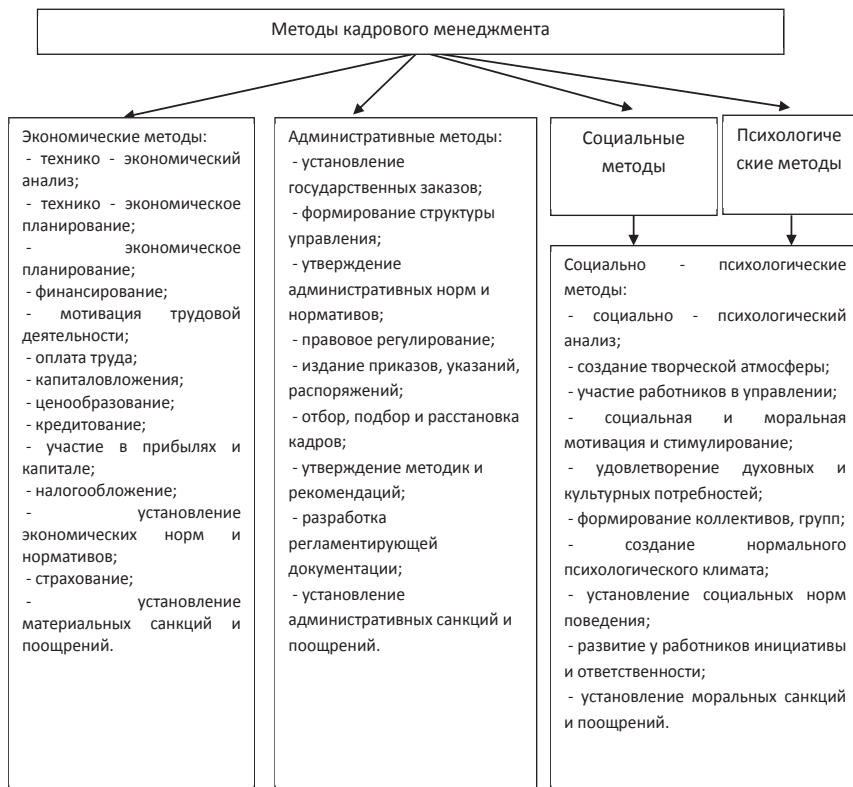 Методы кадрового менеджмента
Экономические методы:
- технико - экономический
анализ;
- технико - экономическое
планирование;
- экономическое
планирование;
- финансирование;
- мотивация трудовой
деятельности;
- оплата труда;
- капиталовложения;
- ценообразование;
- кредитование;
- участие в прибылях и
капитале;
- налогообложение;
- установление
экономических норм и
нормативов;
- страхование;
- установление
материальных санкций и
поощрений.
Административные методы:
- установление
государственных заказов;
- формирование структуры
управления;
- утверждение
административных норм и
нормативов;
- правовое регулирование;
- издание приказов, указаний,
распоряжений;
- отбор, подбор и расстановка
кадров;
- утверждение методик и
рекомендаций;
- разработка
регламентирующей
документации;
- установление
административных санкций и
поощрений.
Социальные
методы
Психологиче
ские методы
Социально - психологические
методы:
- социально - психологический
анализ;
- создание творческой атмосферы;
- участие работников в управлении;
- социальная и моральная
мотивация и стимулирование;
- удовлетворение духовных и
культурных потребностей;
- формирование коллективов, групп;
- создание нормального
психологического климата;
- установление социальных норм
поведения;
- развитие у работников инициативы
и ответственности;
- установление моральных санкций
и поощрений.